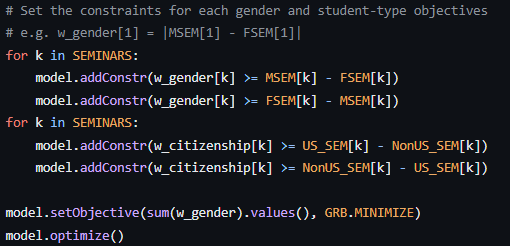 # Set the constraints for each gender and student-type objectives
# e.g. w_gender[1] = |MSEM[1] - FSEM[1]|
for k in SEMINARS:
    model.addConstr(w_gender[k] >= MSEM[k] - FSEM[k])
    model.addConstr(w_gender[k] >= FSEM[k] - MSEM[k])
for k in SEMINARS:
    model.addConstr(w_citizenship[k] >= US_SEM[k] - NonUS_SEM[k])
    model.addConstr(w_citizenship[k] >= NonUS_SEM[k] - US_SEM[k])
model.setObjective(sum(w_gender).values(), GRB.MINIMIZE)
model.optimize()